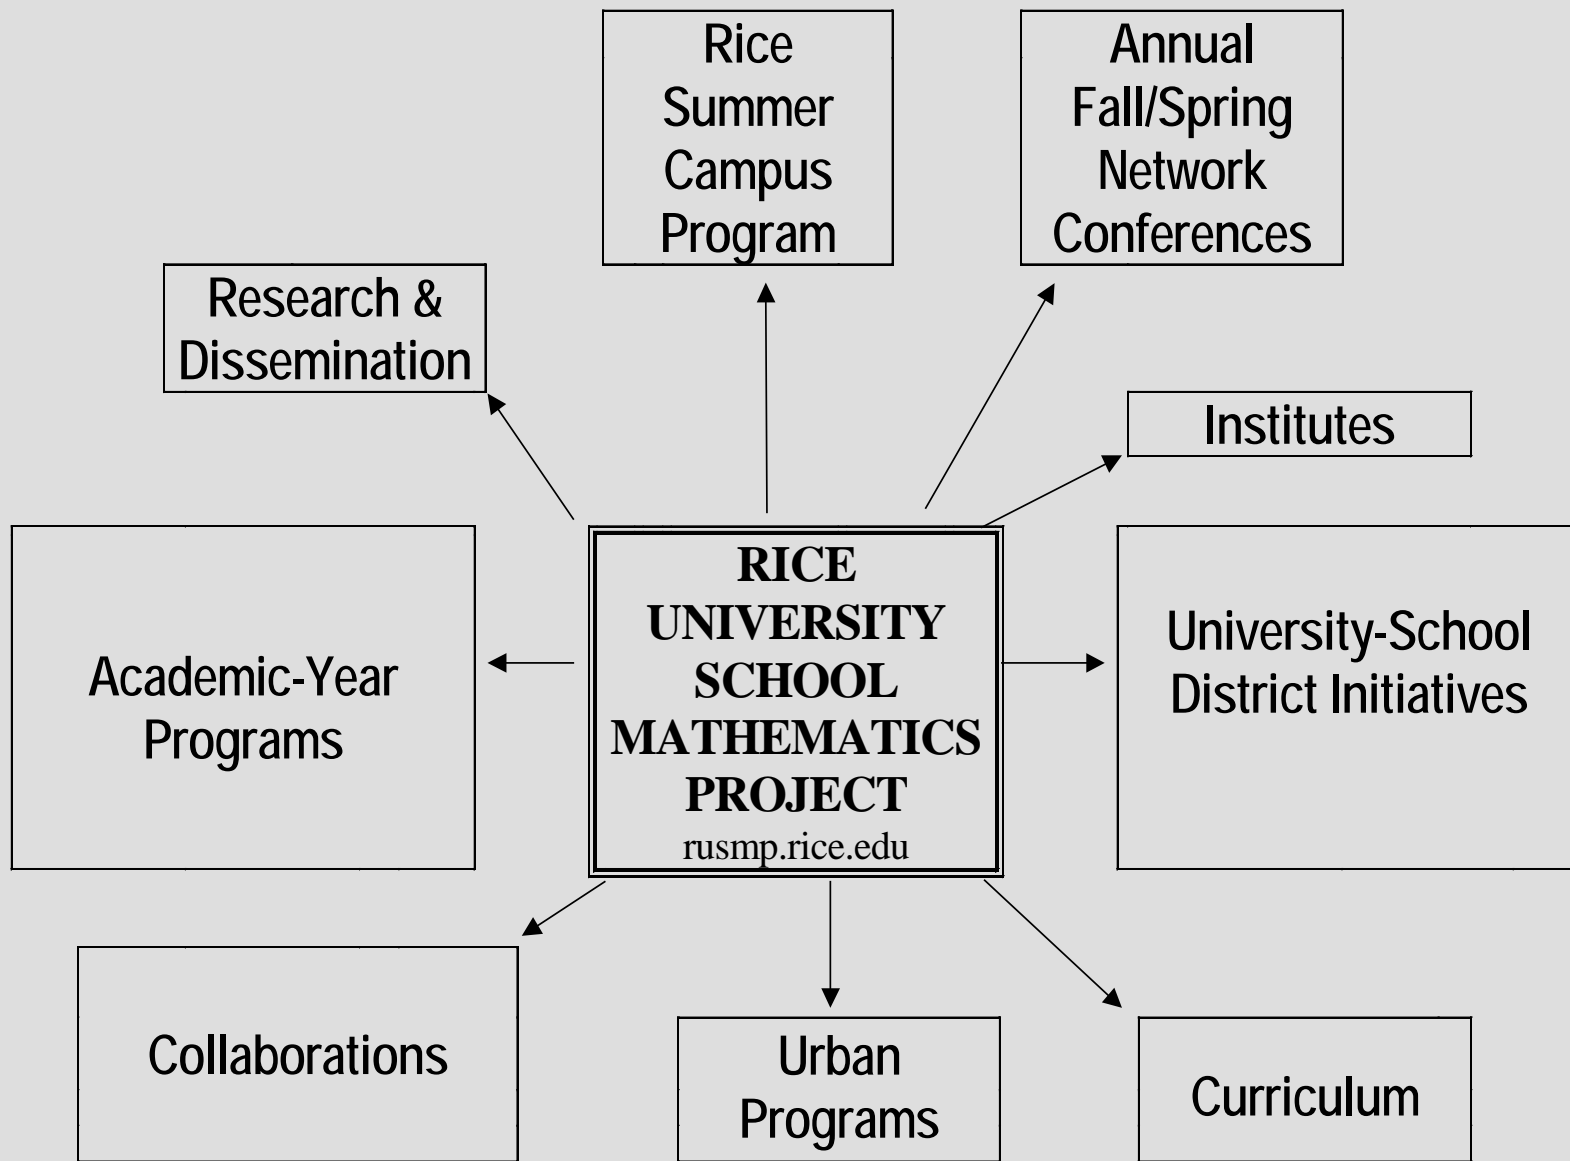 Rice
Summer
Campus
Program
Annual
Fall/Spring
Network
Conferences
Research &
Dissemination
Institutes
Academic-Year
Programs
RICE
UNIVERSITY
SCHOOL
MATHEMATICS
PROJECT
rusmp.rice.edu
University-School
District Initiatives
Collaborations
Urban
Programs
Curriculum